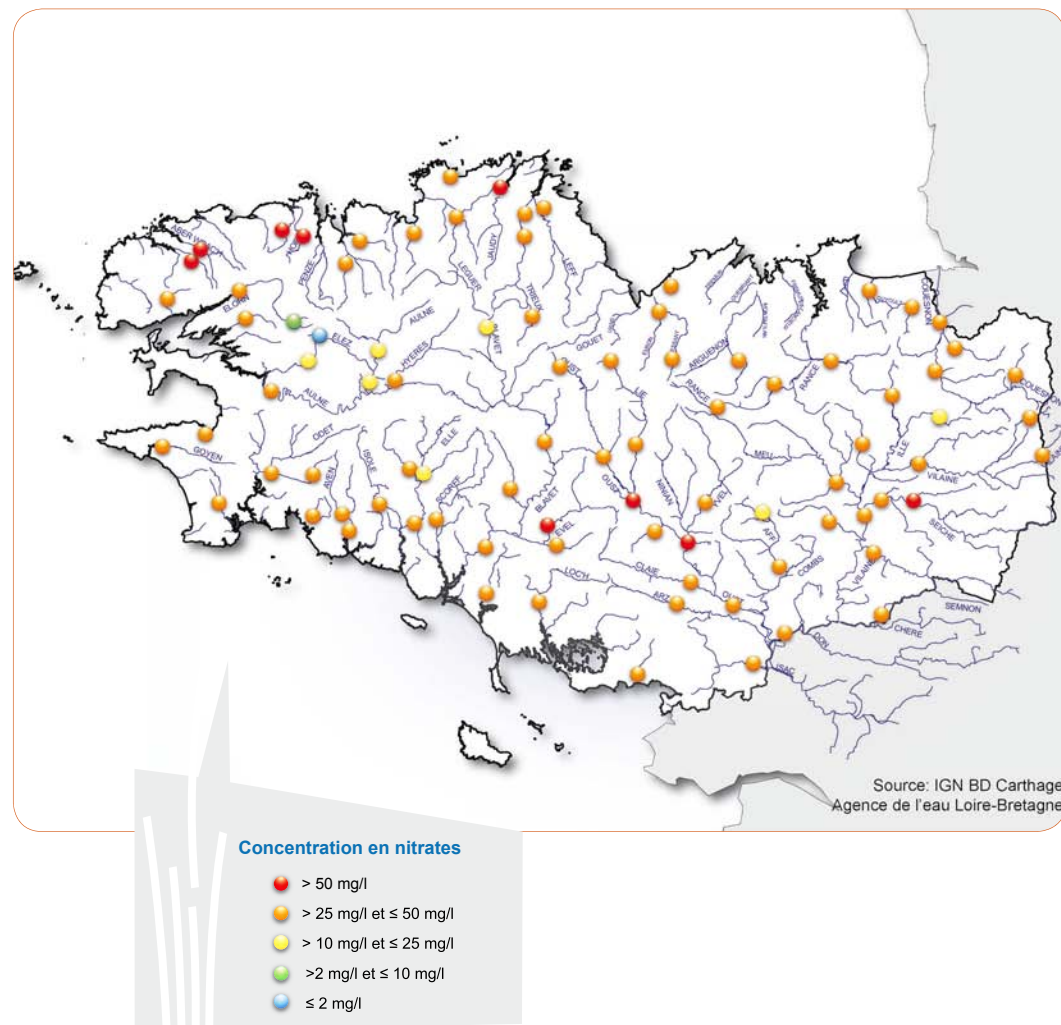 ABER WRACH
PENZE
JAUDY
LEGUER
LEFF
TRIEUX
ELORN
ELEZ
AULNE
HYERES
BLAVET
GOUET
ARGUENON
RANCE
RANCE
COUESNON
COUESNON
OUST
LIE
AULNE
ODET
GOYEN
AVEN
ISOLE
ELLE
SCORFF
BLAVET
EVEL
OUST
NINIAN
YVEL
MEU
AFF
ILLE
VILAINE
SEICHE
COMBS
VILAINE
LOC'H
CLAIE
ARZ
OUST
SEMNON
CHERE
DON
ISAC
Source: IGN BD Carthage
Agence de l'eau Loire-Bretagne
Concentration en nitrates
> 50 mg/l
> 25 mg/l et ≤ 50 mg/l
> 10 mg/l et ≤ 25 mg/l
>2 mg/l et ≤ 10 mg/l
≤ 2 mg/l